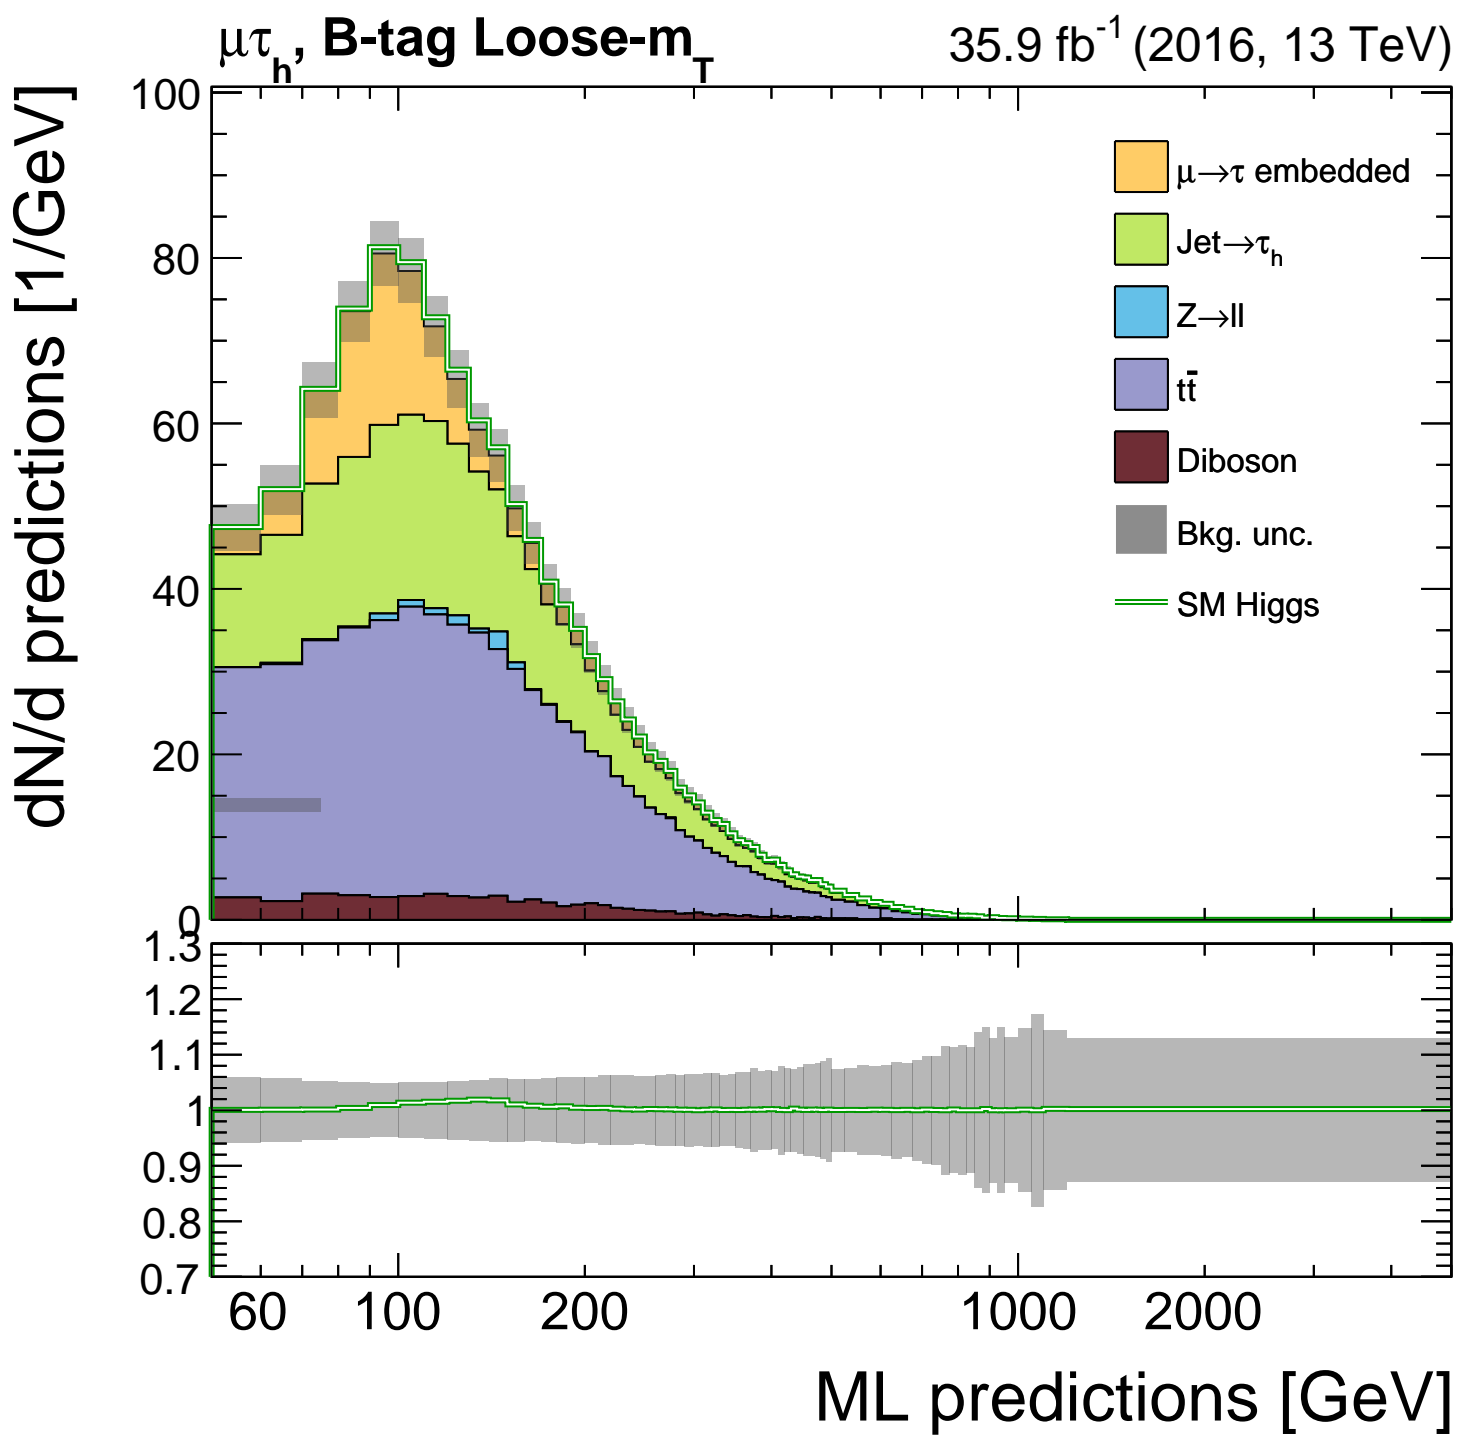 μτh, B-tag Loose-mT
35.9 fb-1 (2016, 13 TeV)
dN/d predictions [1/GeV]
100
80
60
40
20
0
μ→τ embedded
Jet→τh
Z→ll
tt̄
Diboson
Bkg. unc.
SM Higgs
1.3
1.2
1.1
1
0.9
0.8
0.7
60 100 200 1000 2000
ML predictions [GeV]